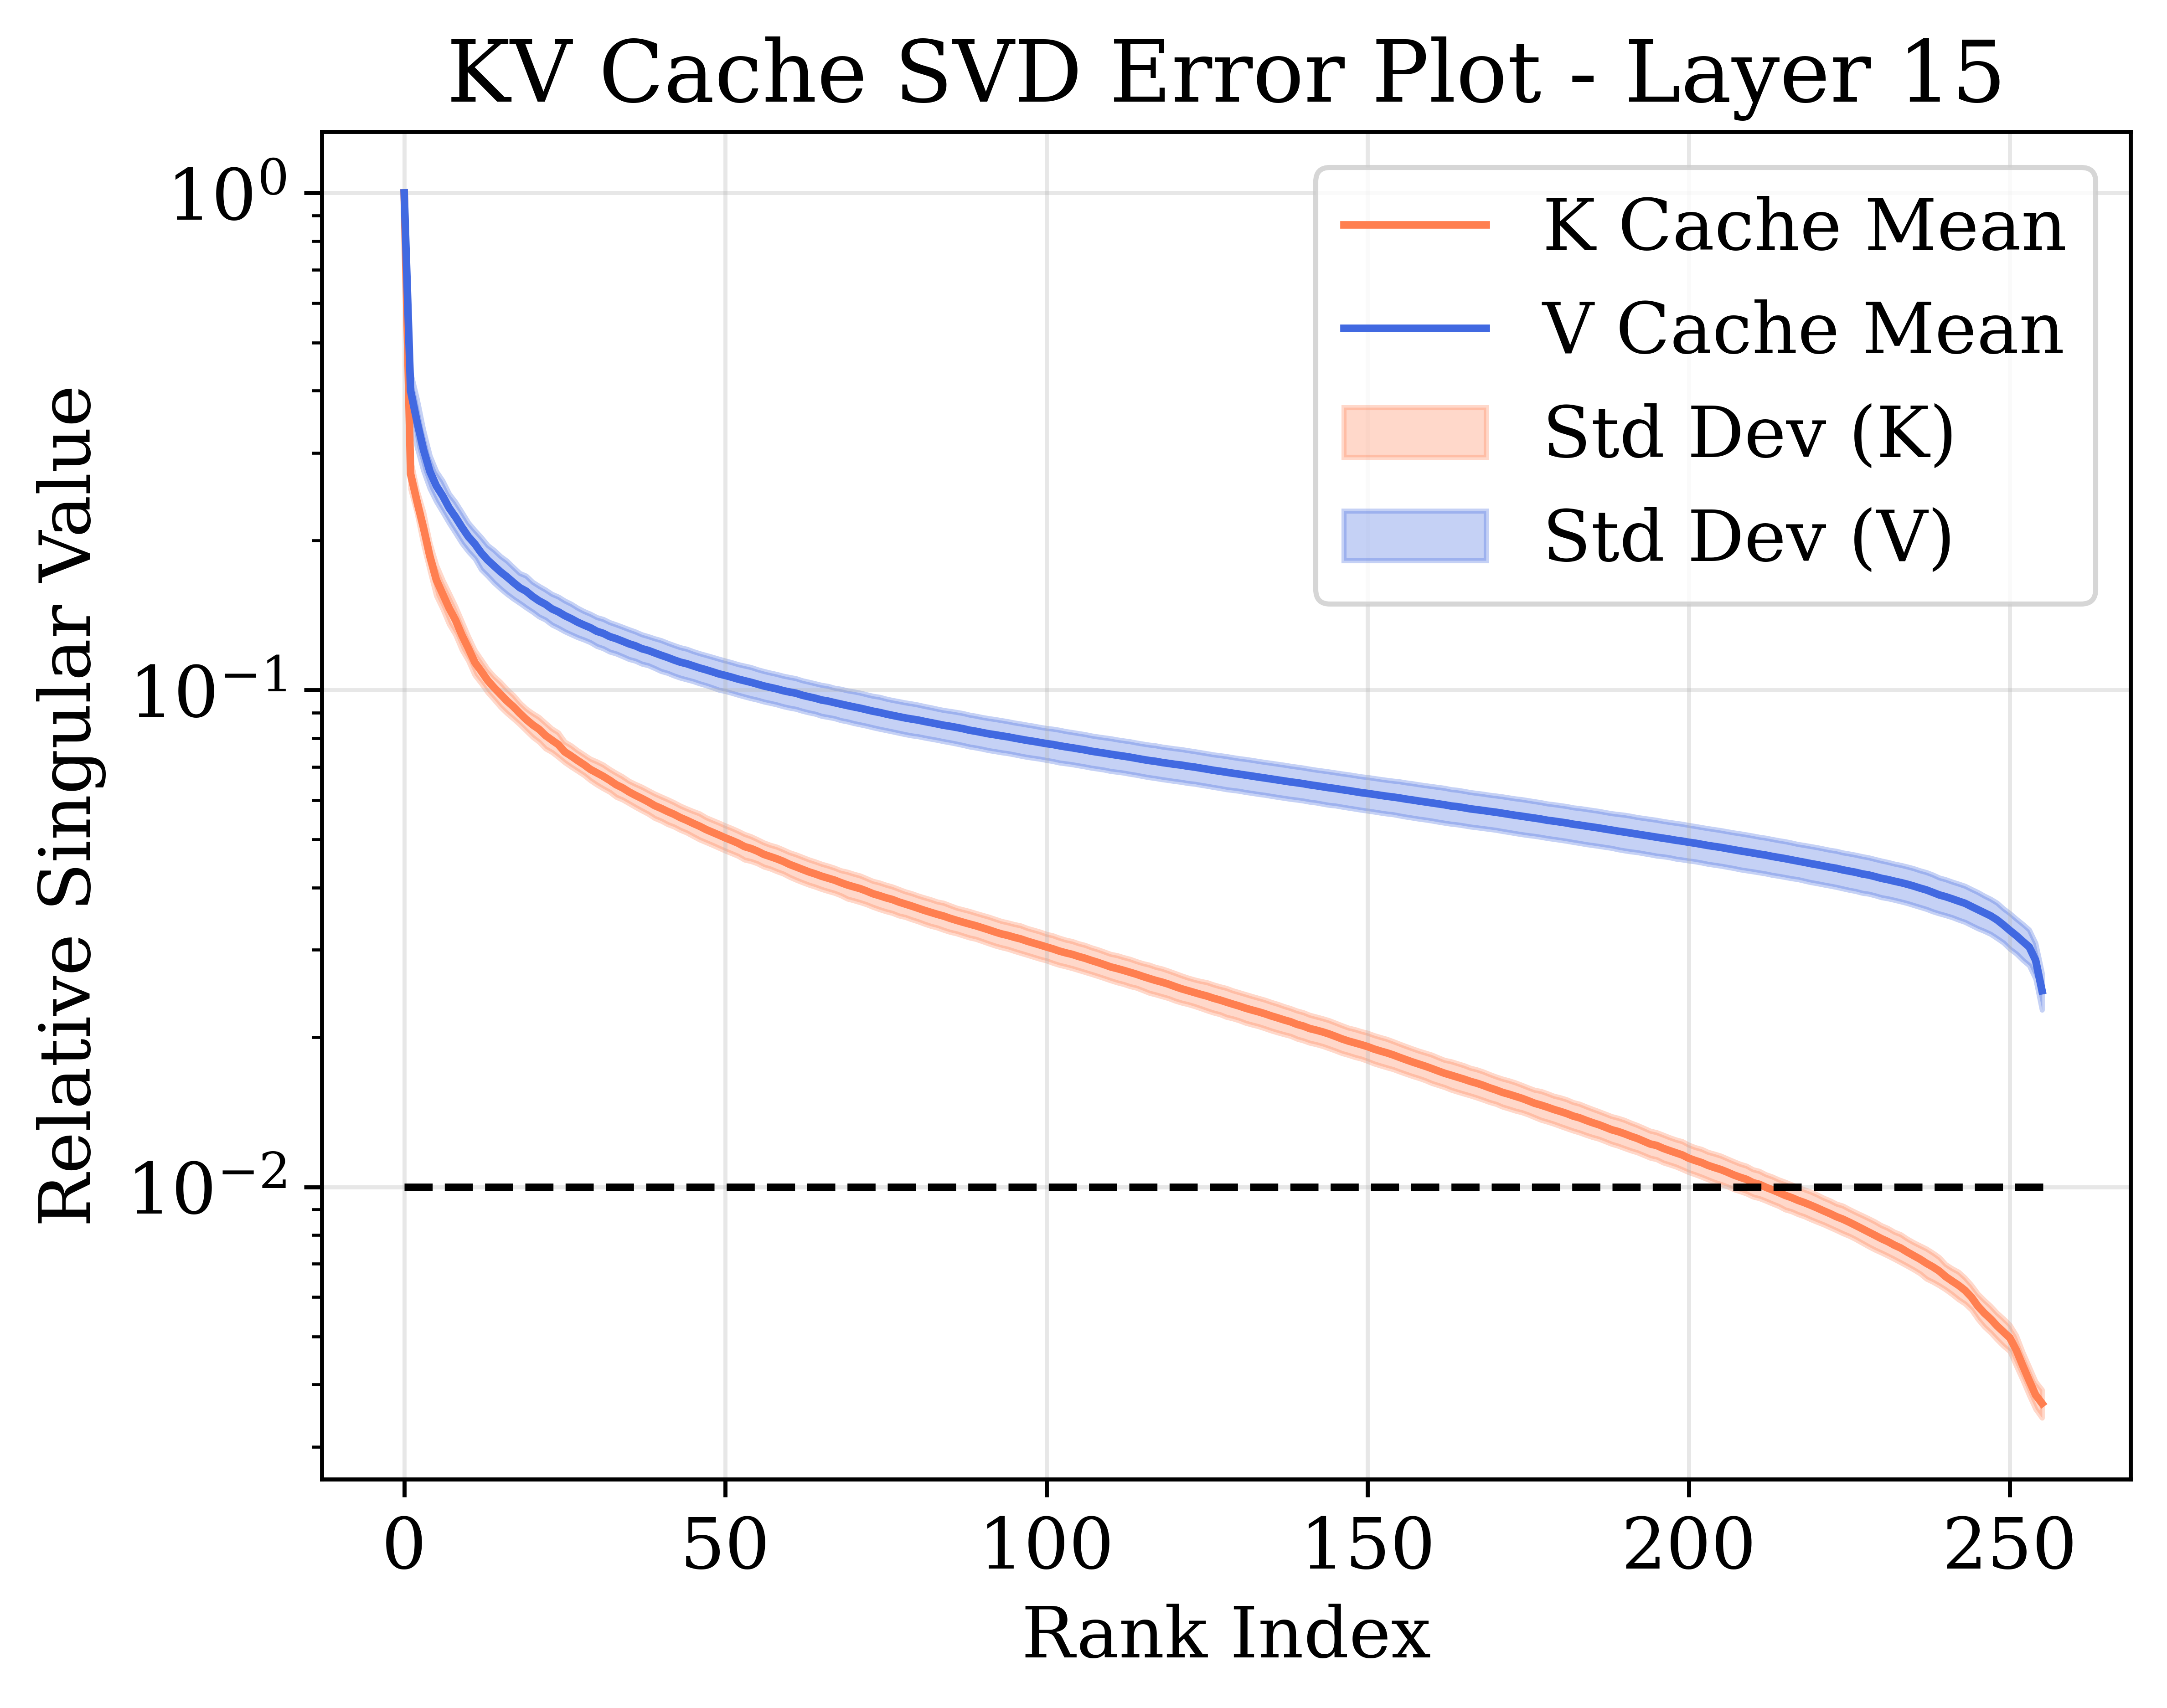 KV Cache SVD Error Plot - Layer 15
Relative Singular Value
10⁰
10⁻¹
10⁻²
K Cache Mean
V Cache Mean
Std Dev (K)
Std Dev (V)
0 50 100 150 200 250
Rank Index